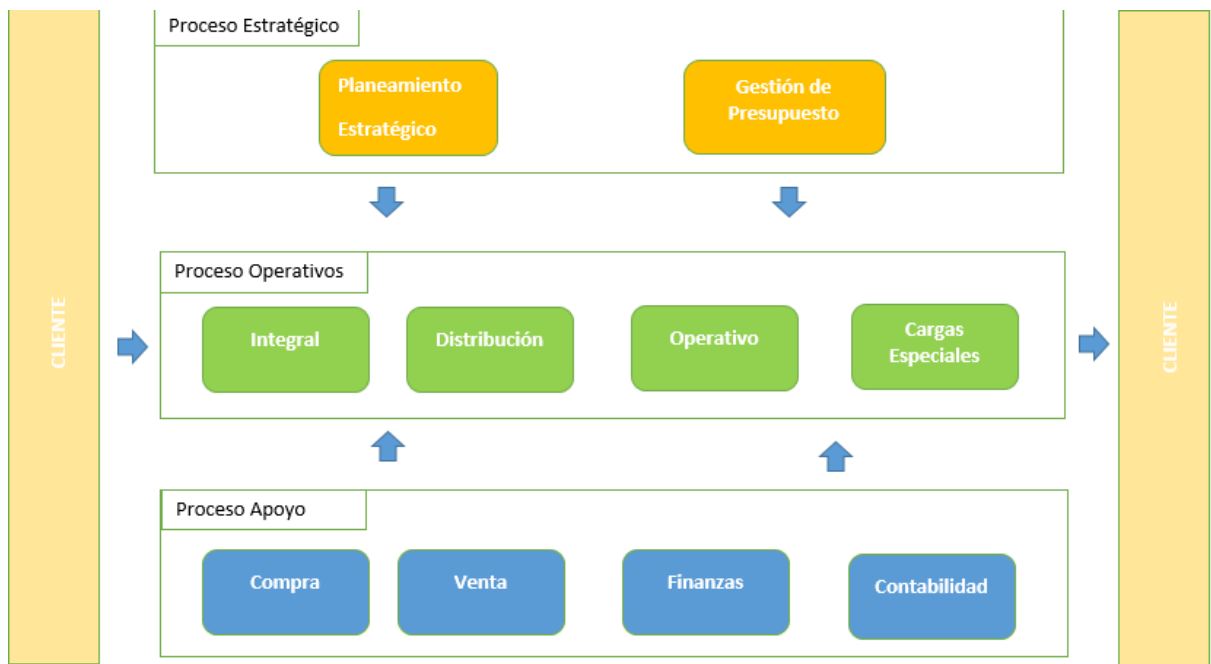 Proceso Estratégico
Planeamiento
Estratégico
Gestión de
Presupuesto
CLIENTE
Proceso Operativos
Integral
Distribución
Operativo
Cargas
Especiales
CLIENTE
Proceso Apoyo
Compra
Venta
Finanzas
Contabilidad